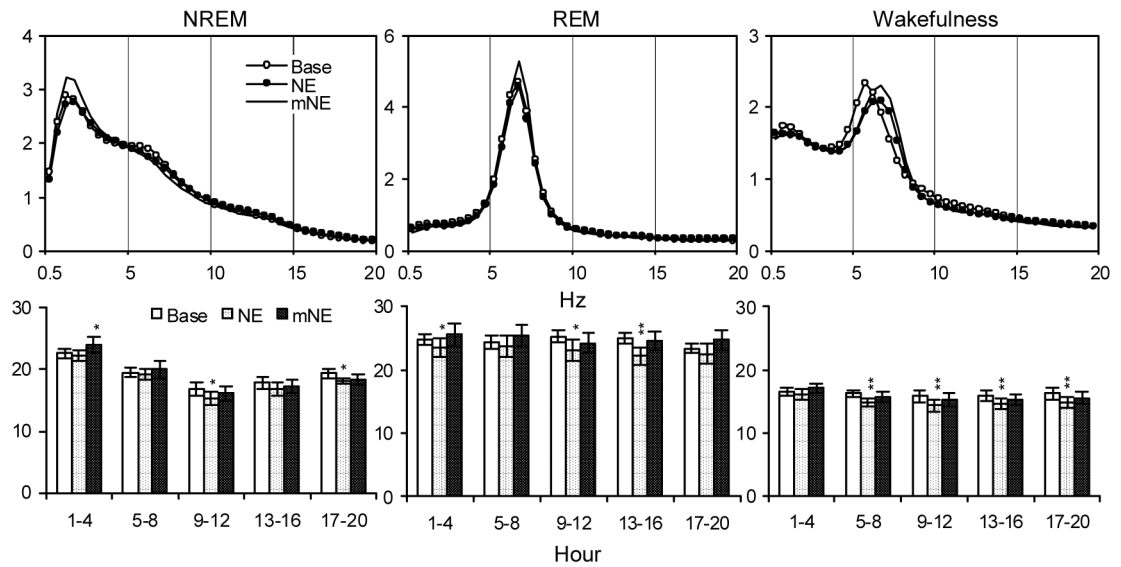 NREM REM Wakefulness
4 6 3
Base
NE
mNE
3
4 2
2
2 1
1
0 0 0
0.5 5 10 15 20 0.5 5 10 15 20 0.5 5 10 15 20
Hz
30 30 30
Base NE mNE
* * * ** 
20 20 20
* * ** ** ** **
10 10 10
0 0 0
1-4 5-8 9-12 13-16 17-20 1-4 5-8 9-12 13-16 17-20 1-4 5-8 9-12 13-16 17-20
Hour